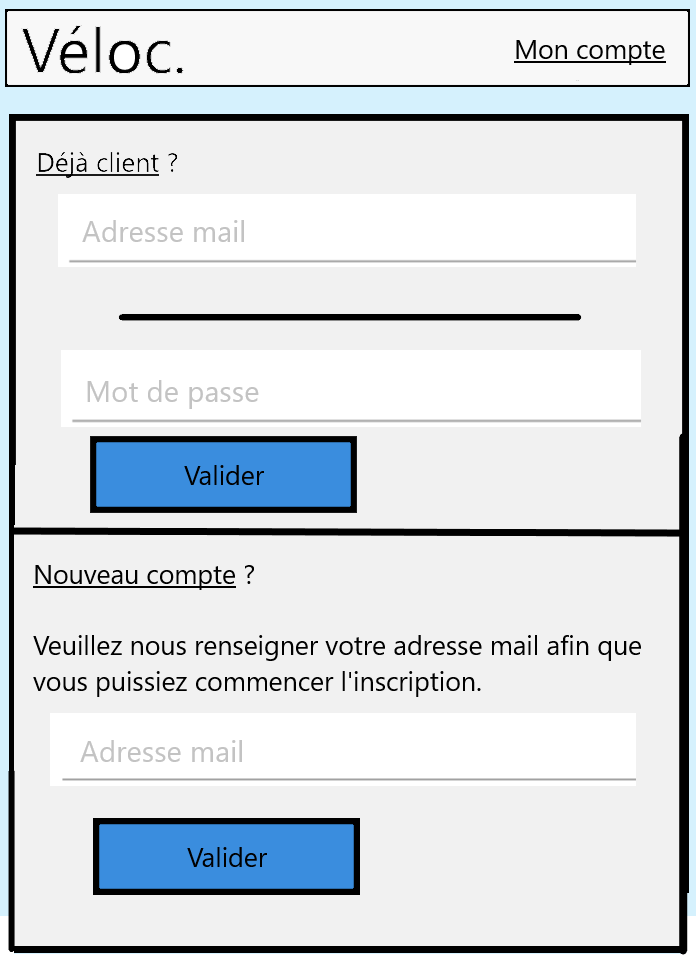 Véloc.
Mon compte
Déjà client ?
Adresse mail
Mot de passe
Valider
Nouveau compte ?
Veuillez nous renseigner votre adresse mail afin que
vous puissiez commencer l'inscription.
Adresse mail
Valider